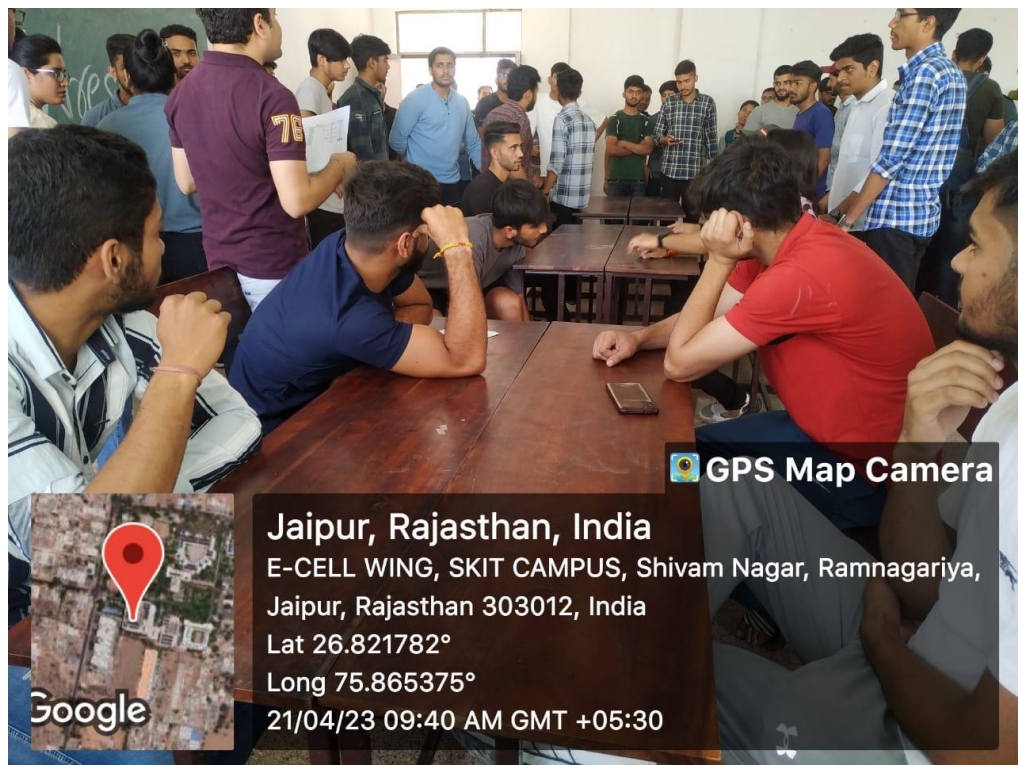 76
GPS Map Camera
Jaipur, Rajasthan, India
E-CELL WING, SKIT CAMPUS, Shivam Nagar, Ramnagariya,
Jaipur, Rajasthan 303012, India
Lat 26.821782°
Long 75.865375°
21/04/23 09:40 AM GMT +05:30
Google